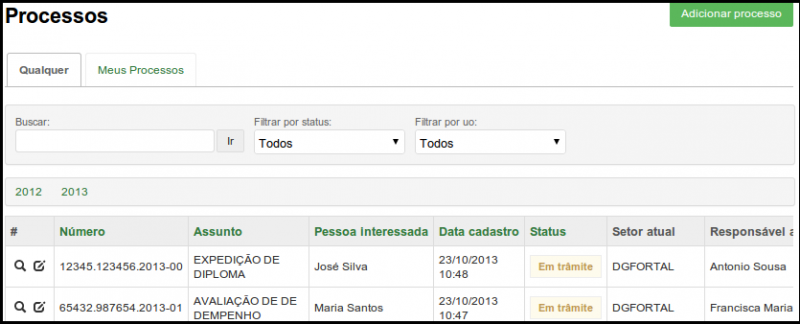 Processos
Adicionar processo
Qualquer
Meus Processos
Buscar:
Filtrar por status:
Filtrar por uo:
Ir
Todos
Todos
2012 2013
# Número Assunto Pessoa interessada Data cadastro Status Setor atual Responsável a
12345.123456.2013-00 EXPEDIÇÃO DE DIPLOMA José Silva 23/10/2013 10:48 Em trâmite DGFORTAL Antonio Sousa
65432.987654.2013-01 AVALIAÇÃO DE DE DEMPENHO Maria Santos 23/10/2013 10:47 Em trâmite DGFORTAL Francisca Maria